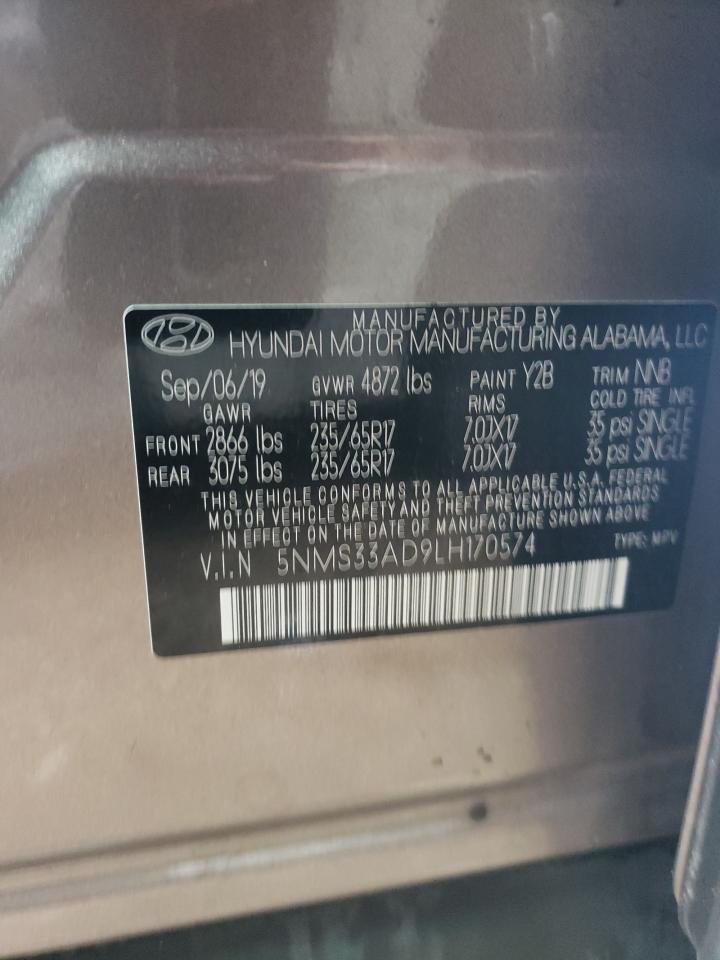 MANUFACTURED BY
HYUNDAI MOTOR MANUFACTURING ALABAMA, LLC
Sep/06/19 GVWR 4872 lbs PAINT Y2B TRIM NNB
GAWR TIRES RIMS COLD TIRE INFL
FRONT 2866 lbs 235/65R17 7.0JX17 35 psi SINGLE
REAR 3075 lbs 235/65R17 7.0JX17 35 psi SINGLE
THIS VEHICLE CONFORMS TO ALL APPLICABLE U.S.A. FEDERAL
MOTOR VEHICLE SAFETY AND THEFT PREVENTION STANDARDS
IN EFFECT ON THE DATE OF MANUFACTURE SHOWN ABOVE
V.I.N 5NMS33AD9LH170574 TYPE: MPV